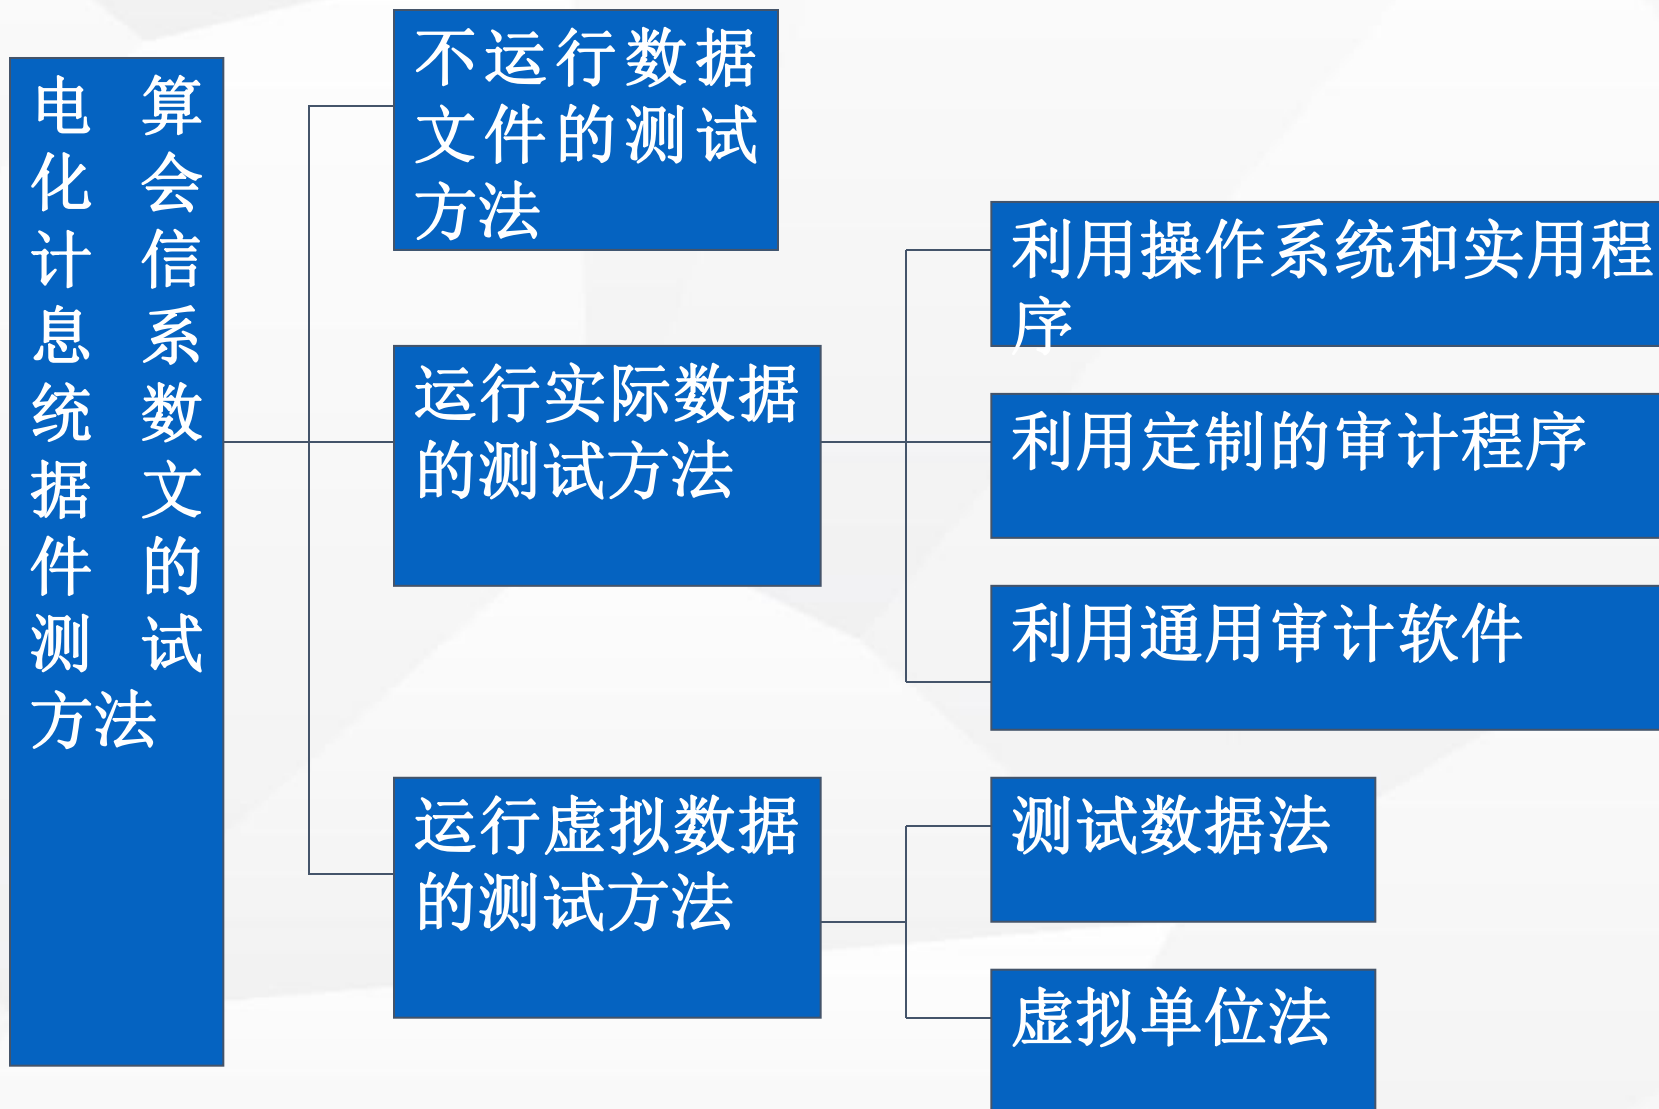 电 算
化 会
计 信
息 系
统 数
据 文
件 的
测 试
方法
不运行数据
文件的测试
方法
运行实际数据
的测试方法
利用操作系统和实用程
序
利用定制的审计程序
利用通用审计软件
运行虚拟数据
的测试方法
测试数据法
虚拟单位法